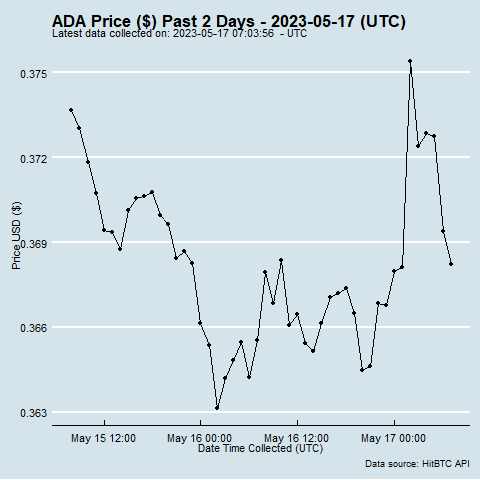 ADA Price ($) Past 2 Days - 2023-05-17 (UTC)
Latest data collected on: 2023-05-17 07:03:56 - UTC
0.375
0.372
0.369
0.366
0.363
Price USD ($)
May 15 12:00 May 16 00:00 May 16 12:00 May 17 00:00
Date Time Collected (UTC)
Data source: HitBTC API